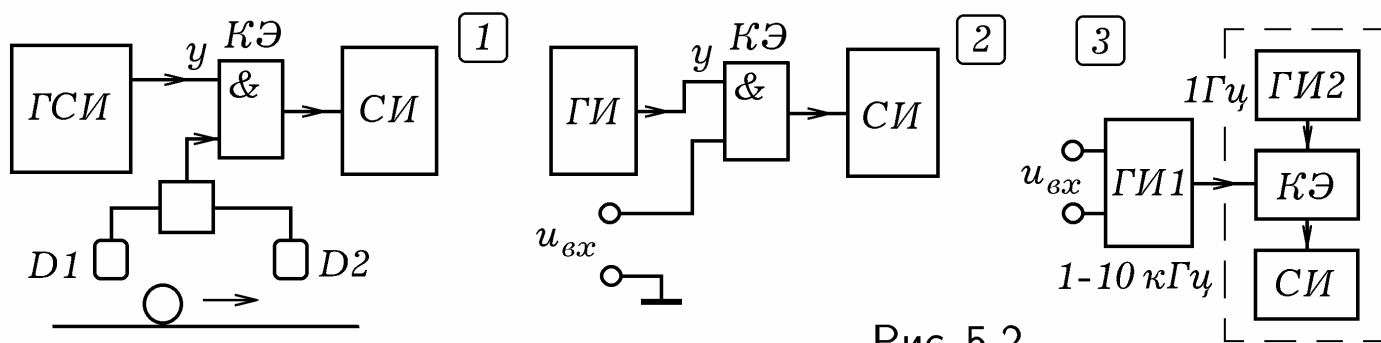 ГСИ
y
КЭ
&
СИ
D1
D2
1
ГИ
y
КЭ
&
СИ
u вх
2
3
1Гц
ГИ2
u вх
ГИ1
КЭ
1-10 кГц
СИ
Рис. 5.2